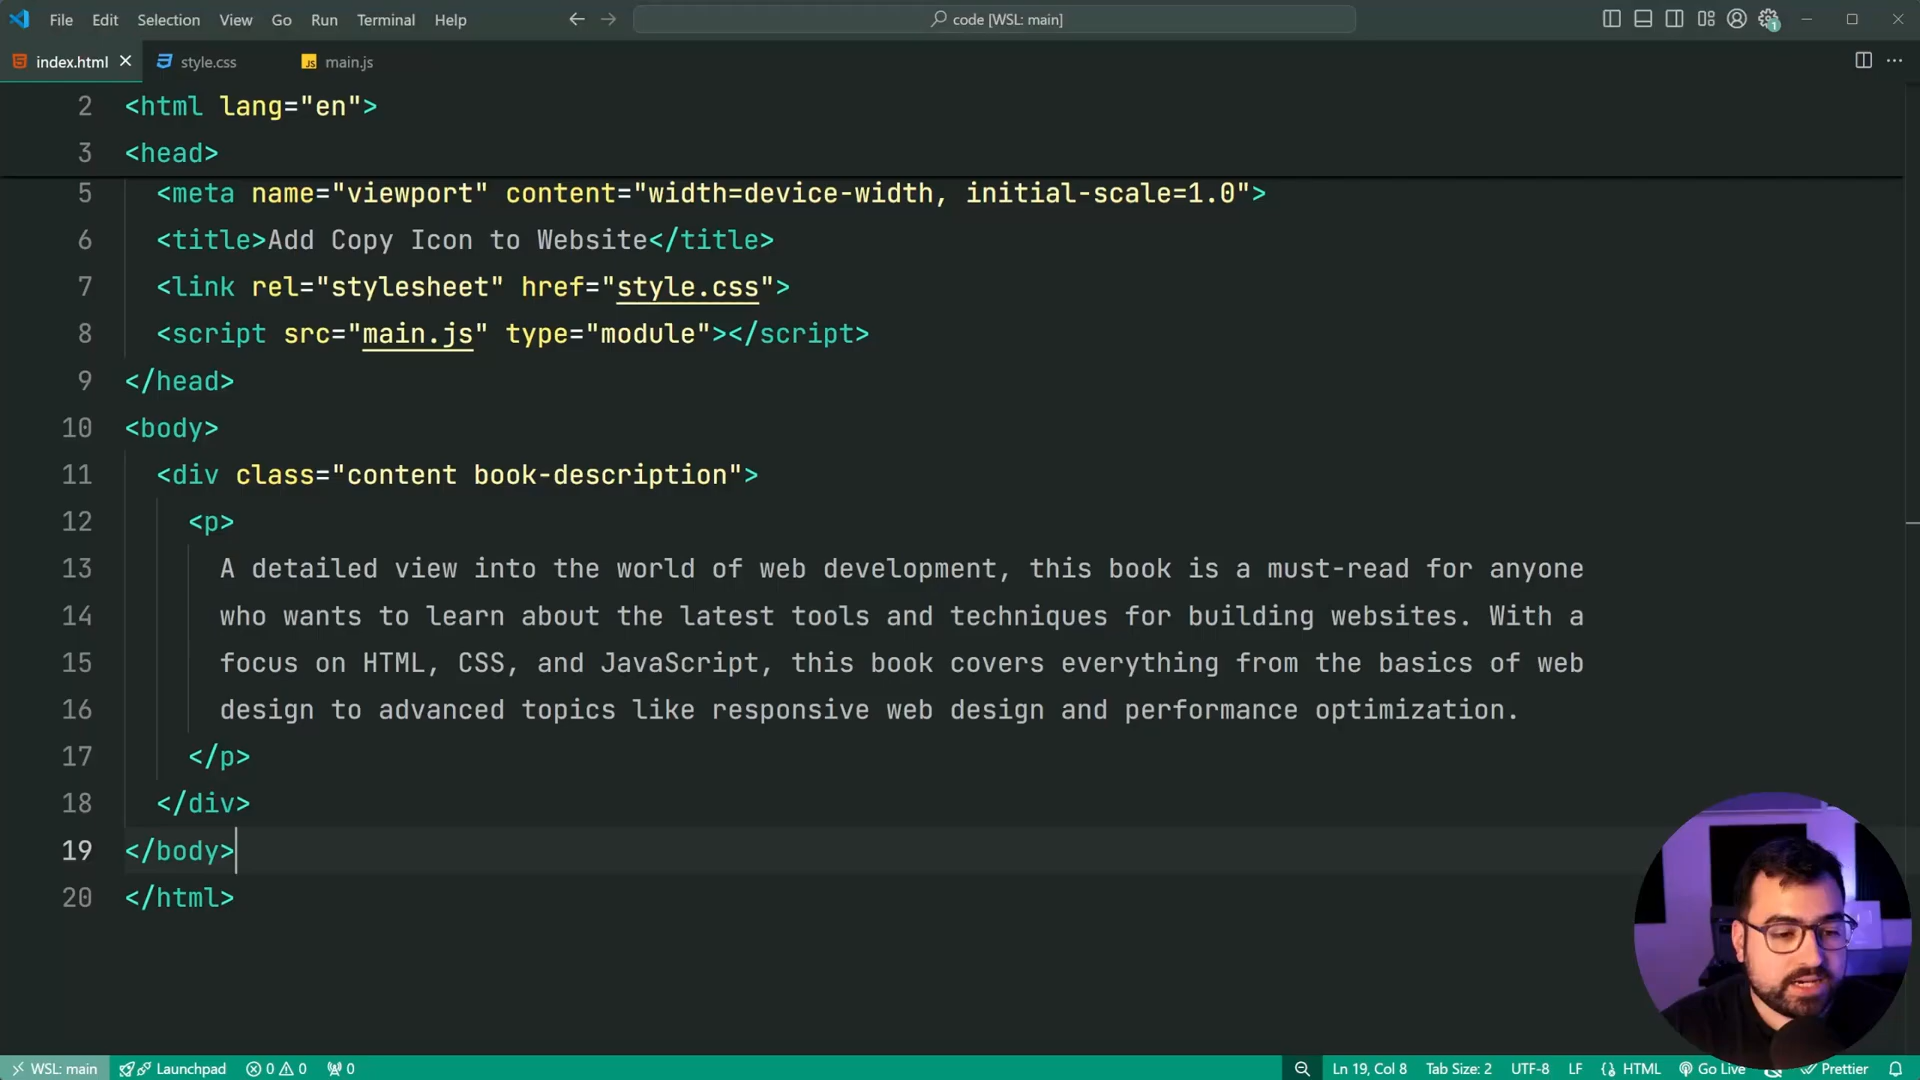 File Edit Selection View Go Run Terminal Help
code [WSL: main]
1
index.html style.css JS main.js
2 <html lang="en">
3 <head>
5 <meta name="viewport" content="width=device-width, initial-scale=1.0">
6 <title>Add Copy Icon to Website</title>
7 <link rel="stylesheet" href="style.css">
8 <script src="main.js" type="module"></script>
9 </head>
10 <body>
11 <div class="content book-description">
12 <p>
13 A detailed view into the world of web development, this book is a must-read for anyone
14 who wants to learn about the latest tools and techniques for building websites. With a
15 focus on HTML, CSS, and JavaScript, this book covers everything from the basics of web
16 design to advanced topics like responsive web design and performance optimization.
17 </p>
18 </div>
19 </body>
20 </html>
WSL: main Launchpad 0 0 0 Ln 19, Col 8 Tab Size: 2 UTF-8 LF {} HTML Go Live Prettier